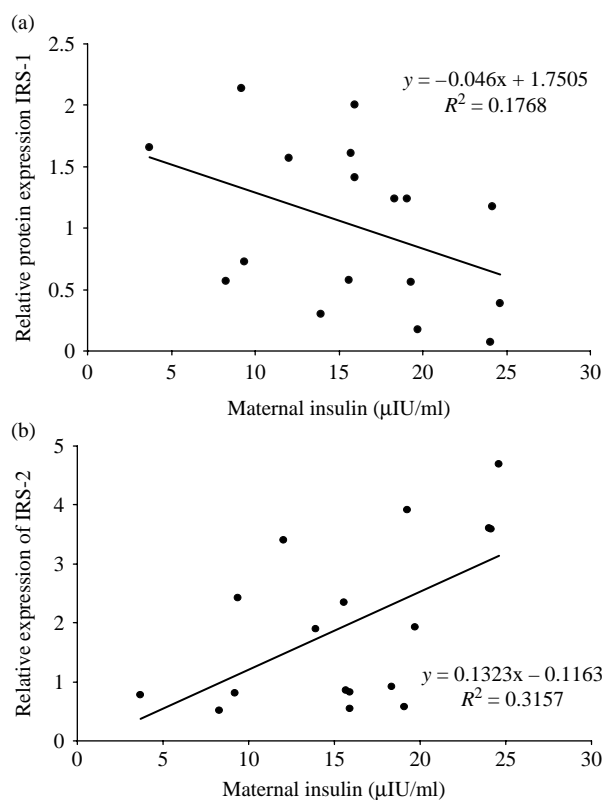 (a)
2.5
2
1.5
1
0.5
0
Relative protein expression IRS-1
y = –0.046x + 1.7505
R² = 0.1768
0 5 10 15 20 25 30
Maternal insulin (µIU/ml)
(b)
5
4
3
2
1
0
Relative expression of IRS-2
y = 0.1323x – 0.1163
R² = 0.3157
0 5 10 15 20 25 30
Maternal insulin (µIU/ml)